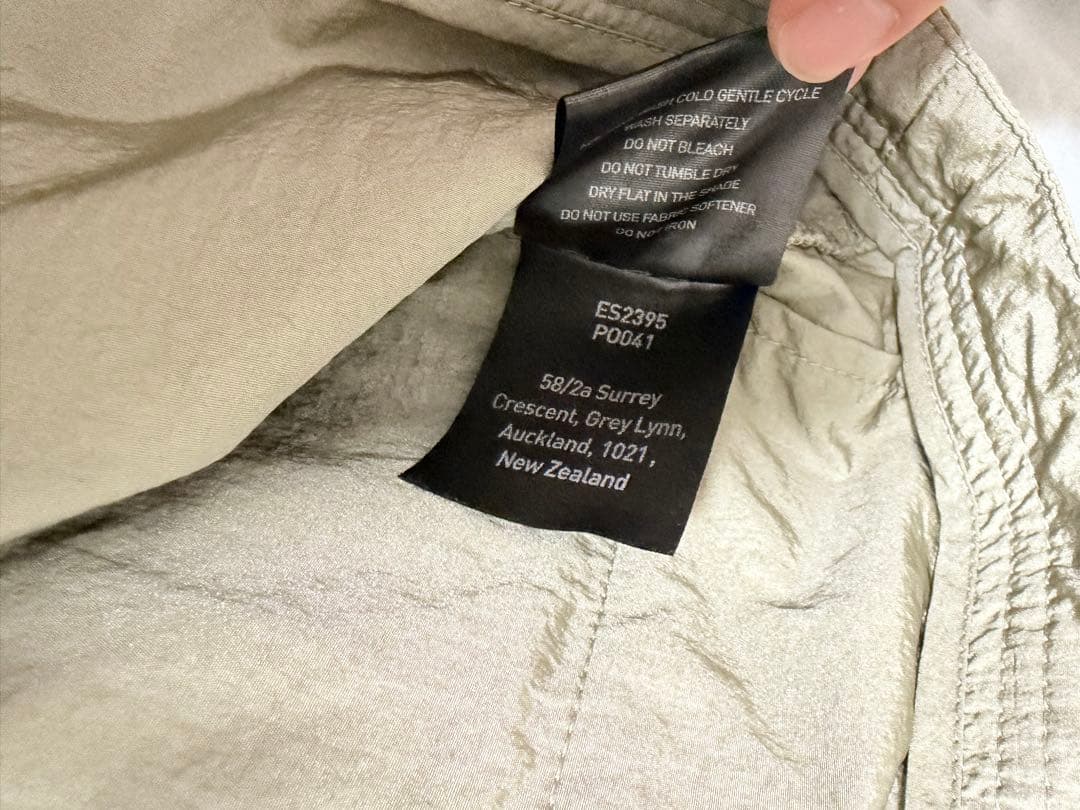 COLD GENTLE CYCLE
WASH SEPARATELY
DO NOT BLEACH
DO NOT TUMBLE DRY
DRY FLAT IN THE SHADE
DO NOT USE FABRIC SOFTENER
DO NOT IRON
ES2395
P0041
58/2a Surrey
Crescent, Grey Lynn,
Auckland, 1021,
New Zealand